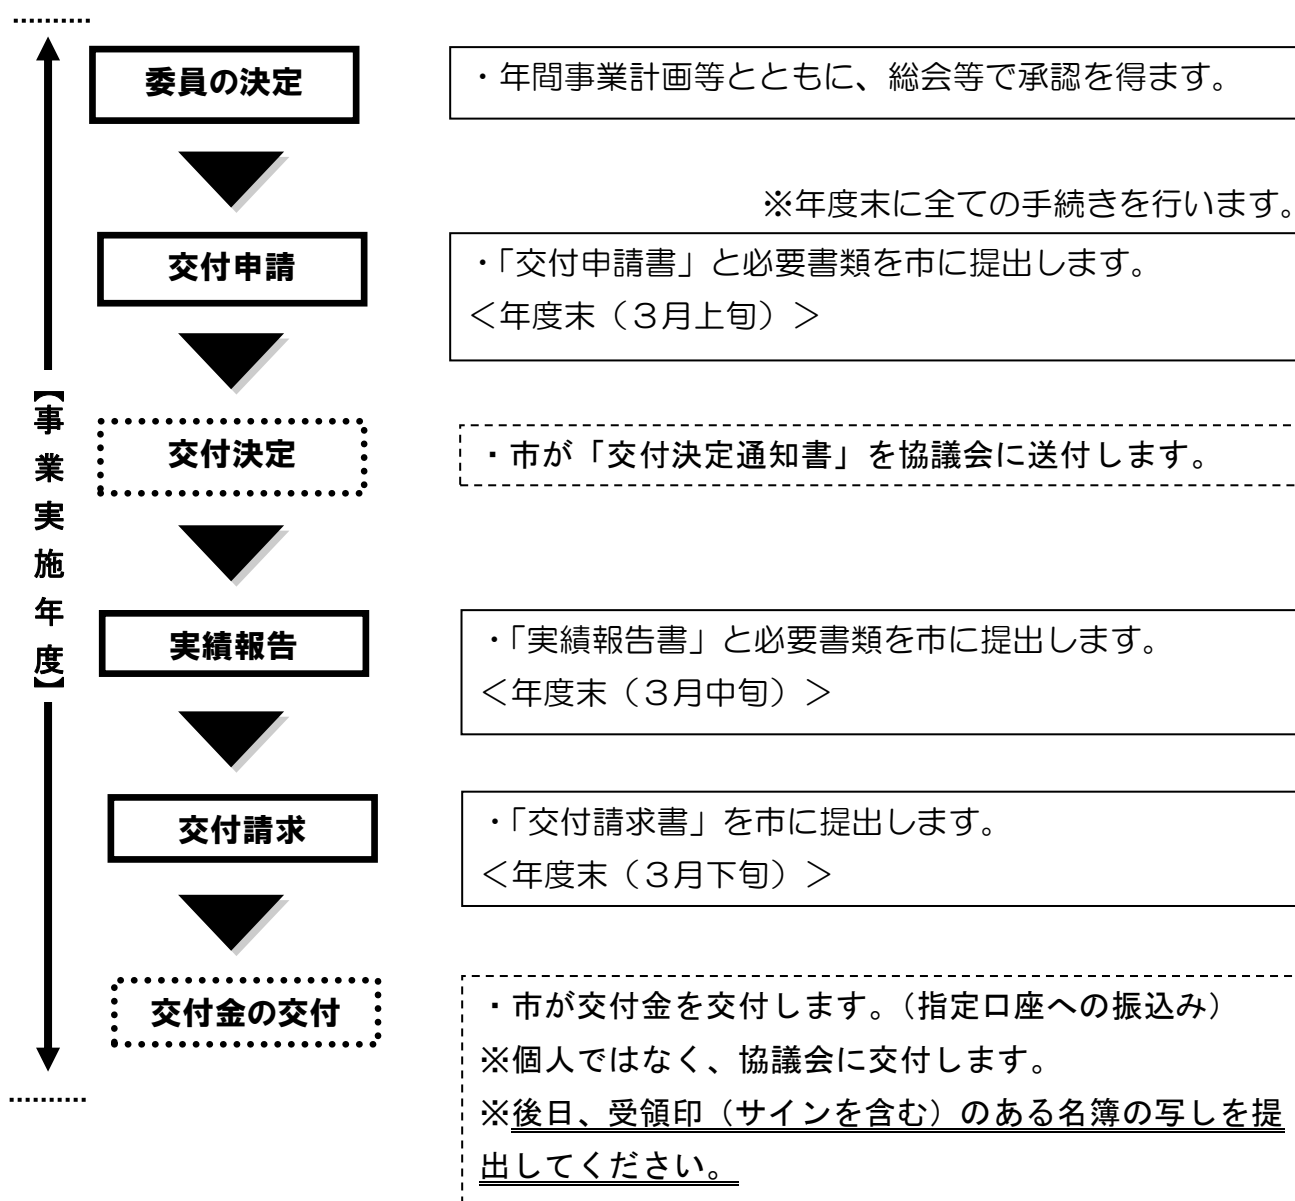 委員の決定
・年間事業計画等とともに、総会等で承認を得ます。
※年度末に全ての手続きを行います。
交付申請
・「交付申請書」と必要書類を市に提出します。
＜年度末（３月上旬）＞
【事業実施年度】
交付決定
・市が「交付決定通知書」を協議会に送付します。
実績報告
・「実績報告書」と必要書類を市に提出します。
＜年度末（３月中旬）＞
交付請求
・「交付請求書」を市に提出します。
＜年度末（３月下旬）＞
交付金の交付
・市が交付金を交付します。（指定口座への振込み）
※個人ではなく、協議会に交付します。
※後日、受領印（サインを含む）のある名簿の写しを提
出してください。